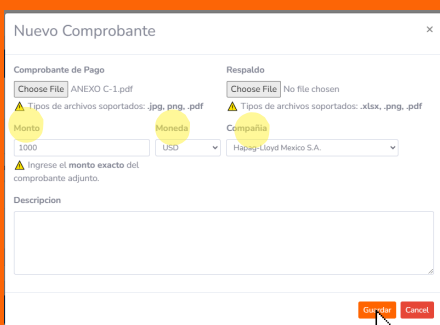 Nuevo Comprobante ×
Comprobante de Pago Respaldo
Choose File ANEXO C-1.pdf Choose File No file chosen
Tipos de archivos soportados: .jpg, png, .pdf Tipos de archivos soportados: .xlsx, .png, .pdf
Monto Moneda Compañia
1000 USD Hapag-Lloyd Mexico S.A.
Ingrese el monto exacto del
comprobante adjunto.
Descripcion
Guardar Cancel